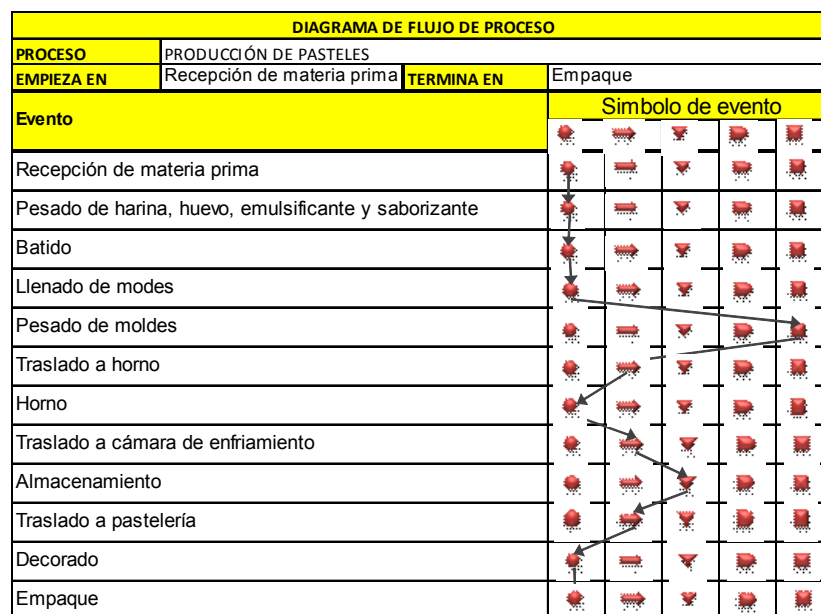 DIAGRAMA DE FLUJO DE PROCESO
PROCESO PRODUCCIÓN DE PASTELES
EMPIEZA EN Recepción de materia prima TERMINA EN Empaque
Evento Simbolo de evento
Recepción de materia prima
Pesado de harina, huevo, emulsificante y saborizante
Batido
Llenado de modes
Pesado de moldes
Traslado a horno
Horno
Traslado a cámara de enfriamiento
Almacenamiento
Traslado a pastelería
Decorado
Empaque